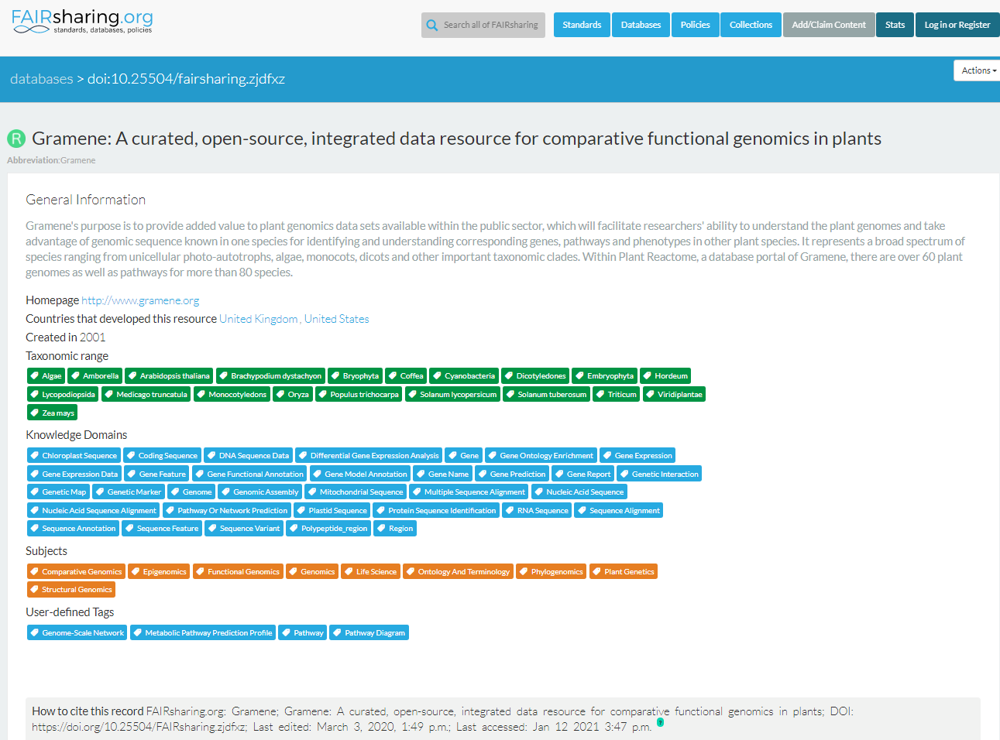 FAIRsharing.org
standards, databases, policies
Search all of FAIRsharing
Standards
Databases
Policies
Collections
Add/Claim Content
Stats
Log in or Register
databases > doi:10.25504/fairsharing.zjdfxz
Actions
R Gramene: A curated, open-source, integrated data resource for comparative functional genomics in plants
Abbreviation:Gramene
General Information
Gramene's purpose is to provide added value to plant genomics data sets available within the public sector, which will facilitate researchers' ability to understand the plant genomes and take
advantage of genomic sequence known in one species for identifying and understanding corresponding genes, pathways and phenotypes in other plant species. It represents a broad spectrum of
species ranging from unicellular photo-autotrophs, algae, monocots, dicots and other important taxonomic clades. Within Plant Reactome, a database portal of Gramene, there are over 60 plant
genomes as well as pathways for more than 80 species.
Homepage http://www.gramene.org
Countries that developed this resource United Kingdom , United States
Created in 2001
Taxonomic range
Algae Amborella Arabidopsis thaliana Brachypodium dystachyon Bryophyta Coffea Cyanobacteria Dicotyledones Embryophyta Hordeum
Lycopodiopsida Medicago truncatula Monocotyledons Oryza Populus trichocarpa Solanum lycopersicum Solanum tuberosum Triticum Viridiplantae
Zea mays
Knowledge Domains
Chloroplast Sequence Coding Sequence DNA Sequence Data Differential Gene Expression Analysis Gene Gene Ontology Enrichment Gene Expression
Gene Expression Data Gene Feature Gene Functional Annotation Gene Model Annotation Gene Name Gene Prediction Gene Report Genetic Interaction
Genetic Map Genetic Marker Genome Genomic Assembly Mitochondrial Sequence Multiple Sequence Alignment Nucleic Acid Sequence
Nucleic Acid Sequence Alignment Pathway Or Network Prediction Plastid Sequence Protein Sequence Identification RNA Sequence Sequence Alignment
Sequence Annotation Sequence Feature Sequence Variant Polypeptide_region Region
Subjects
Comparative Genomics Epigenomics Functional Genomics Genomics Life Science Ontology And Terminology Phylogenomics Plant Genetics
Structural Genomics
User-defined Tags
Genome-Scale Network Metabolic Pathway Prediction Profile Pathway Pathway Diagram
How to cite this record FAIRsharing.org: Gramene; Gramene: A curated, open-source, integrated data resource for comparative functional genomics in plants; DOI:
https://doi.org/10.25504/FAIRsharing.zjdfxz; Last edited: March 3, 2020, 1:49 p.m.; Last accessed: Jan 12 2021 3:47 p.m. ?